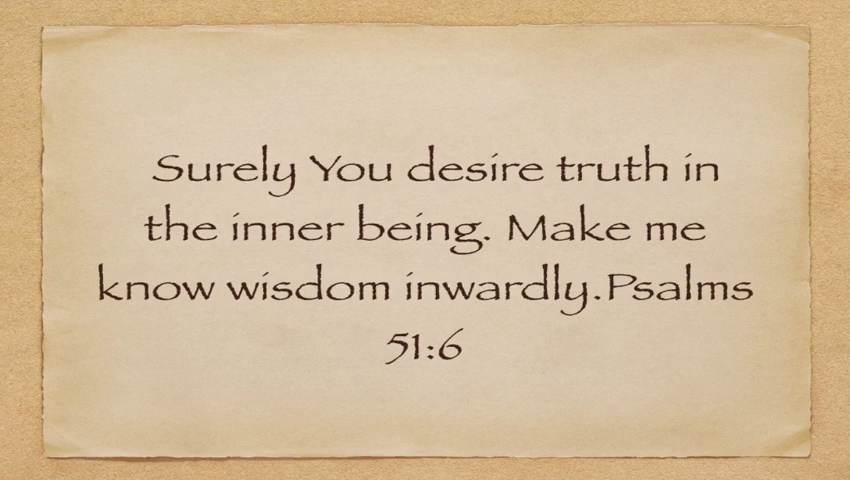 Surely You desire truth in
the inner being. Make me
know wisdom inwardly.Psalms
51:6